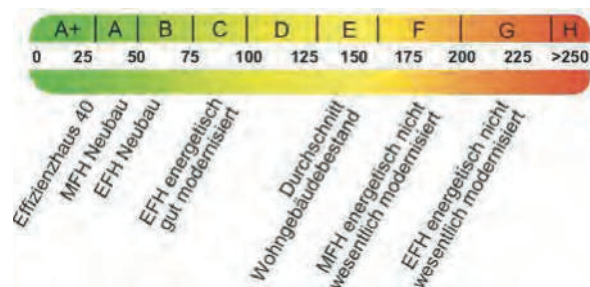 A+ A B C D E F G H
0 25 50 75 100 125 150 175 200 225 >250
Effizienzhaus 40
MFH Neubau
EFH Neubau
EFH energetisch
gut modernisiert
Durchschnitt
Wohngebäudebestand
MFH energetisch nicht
wesentlich modernisiert
EFH energetisch nicht
wesentlich modernisiert